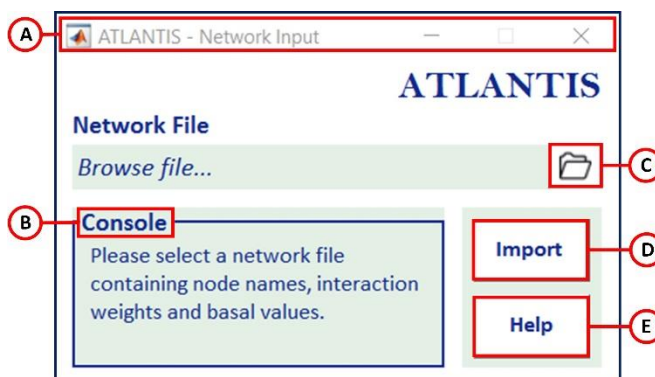 A
ATLANTIS - Network Input
ATLANTIS
Network File
Browse file...
C
B
Console
Please select a network file
containing node names, interaction
weights and basal values.
Import
D
Help
E